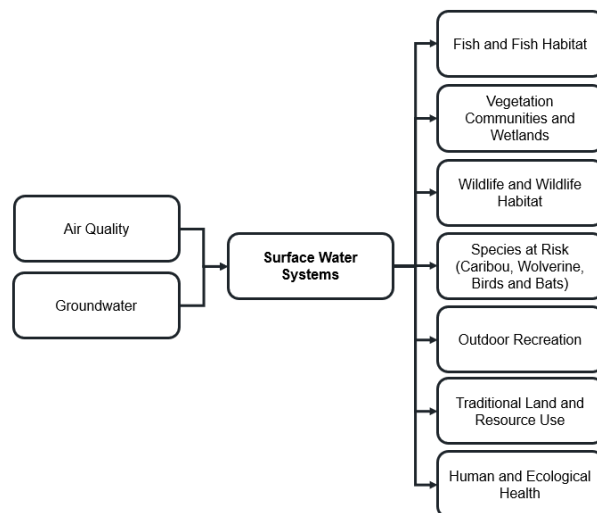 Air Quality
Groundwater
Surface Water
Systems
Fish and Fish Habitat
Vegetation
Communities and
Wetlands
Wildlife and Wildlife
Habitat
Species at Risk
(Caribou, Wolverine,
Birds and Bats)
Outdoor Recreation
Traditional Land and
Resource Use
Human and Ecological
Health